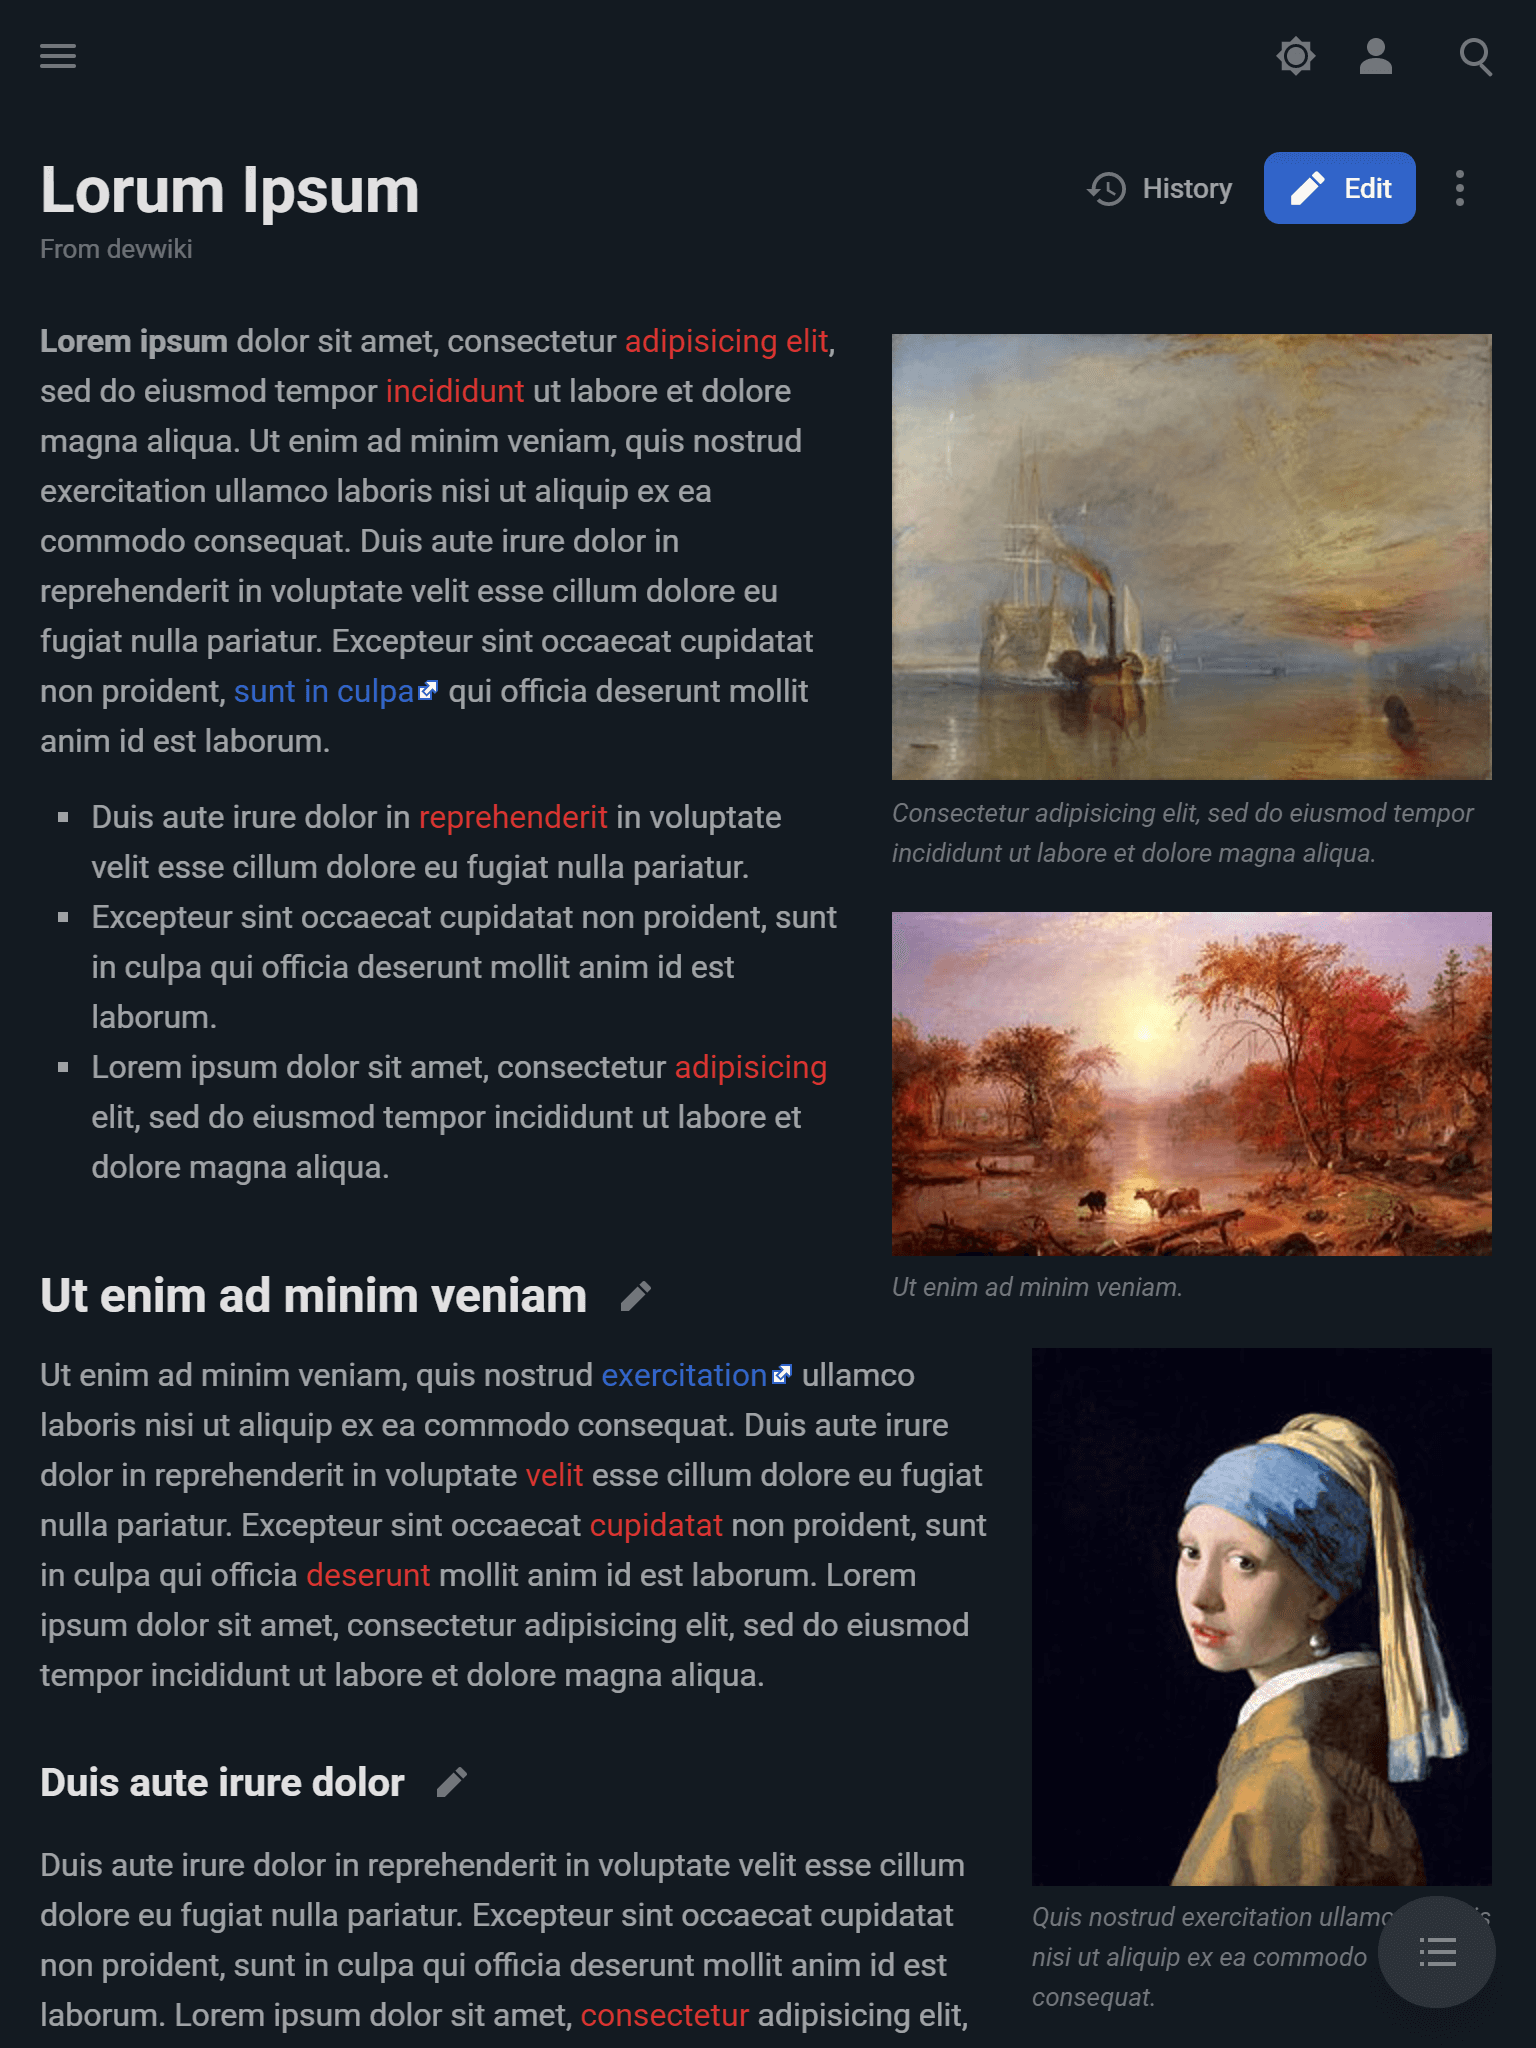 Lorum Ipsum
History
Edit
From devwiki
Lorem ipsum dolor sit amet, consectetur adipisicing elit,
sed do eiusmod tempor incididunt ut labore et dolore
magna aliqua. Ut enim ad minim veniam, quis nostrud
exercitation ullamco laboris nisi ut aliquip ex ea
commodo consequat. Duis aute irure dolor in
reprehenderit in voluptate velit esse cillum dolore eu
fugiat nulla pariatur. Excepteur sint occaecat cupidatat
non proident, sunt in culpa qui officia deserunt mollit
anim id est laborum.
Duis aute irure dolor in reprehenderit in voluptate
velit esse cillum dolore eu fugiat nulla pariatur.
Excepteur sint occaecat cupidatat non proident, sunt
in culpa qui officia deserunt mollit anim id est
laborum.
Lorem ipsum dolor sit amet, consectetur adipisicing
elit, sed do eiusmod tempor incididunt ut labore et
dolore magna aliqua.
Consectetur adipisicing elit, sed do eiusmod tempor
incididunt ut labore et dolore magna aliqua.
Ut enim ad minim veniam.
Ut enim ad minim veniam
Ut enim ad minim veniam, quis nostrud exercitation ullamco
laboris nisi ut aliquip ex ea commodo consequat. Duis aute irure
dolor in reprehenderit in voluptate velit esse cillum dolore eu fugiat
nulla pariatur. Excepteur sint occaecat cupidatat non proident, sunt
in culpa qui officia deserunt mollit anim id est laborum. Lorem
ipsum dolor sit amet, consectetur adipisicing elit, sed do eiusmod
tempor incididunt ut labore et dolore magna aliqua.
Duis aute irure dolor
Duis aute irure dolor in reprehenderit in voluptate velit esse cillum
dolore eu fugiat nulla pariatur. Excepteur sint occaecat cupidatat
non proident, sunt in culpa qui officia deserunt mollit anim id est
laborum. Lorem ipsum dolor sit amet, consectetur adipisicing elit,
Quis nostrud exercitation
nisi ut aliquip ex ea commodo
consequat.